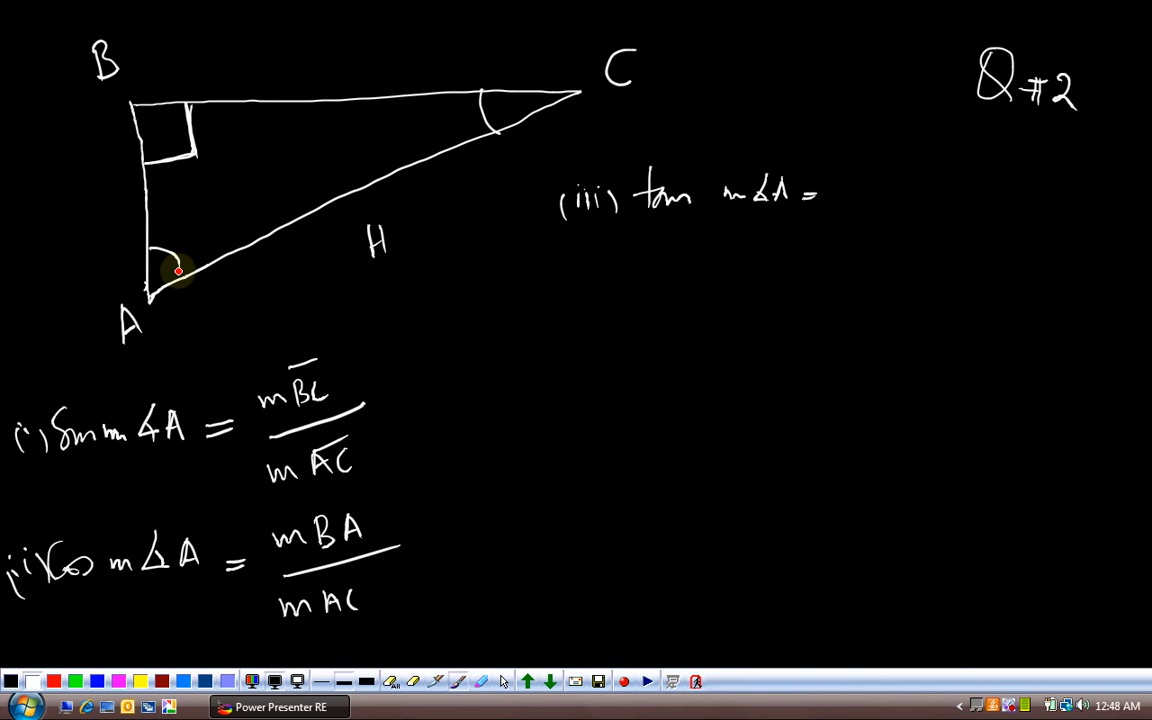 B
C
Q #2
(iii) tan m∡A =
H
A
(i) Sin m∡A = mBC / mAC
(ii) Cos m∡A = mBA / mAC
Power Presenter RE
12:48 AM